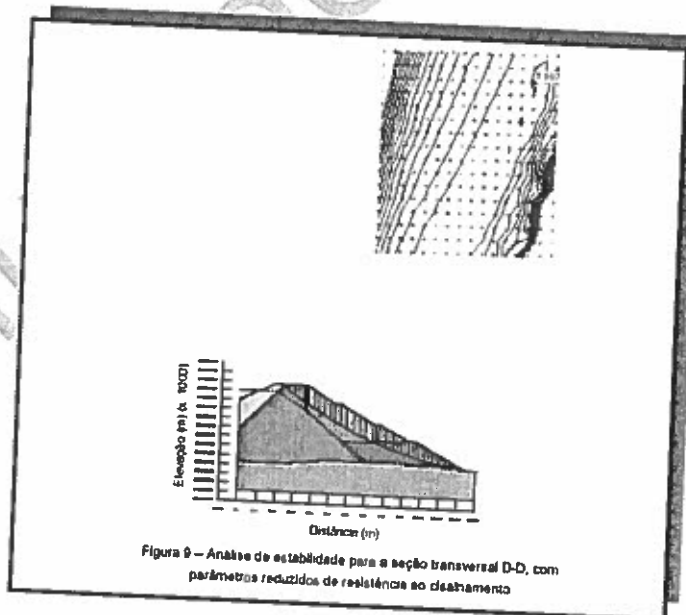 Elevação (m) (x 1000)
Distância (m)
Figura 9 – Análise de estabilidade para a seção transversal D-D, com
parâmetros reduzidos de resistência ao cisalhamento